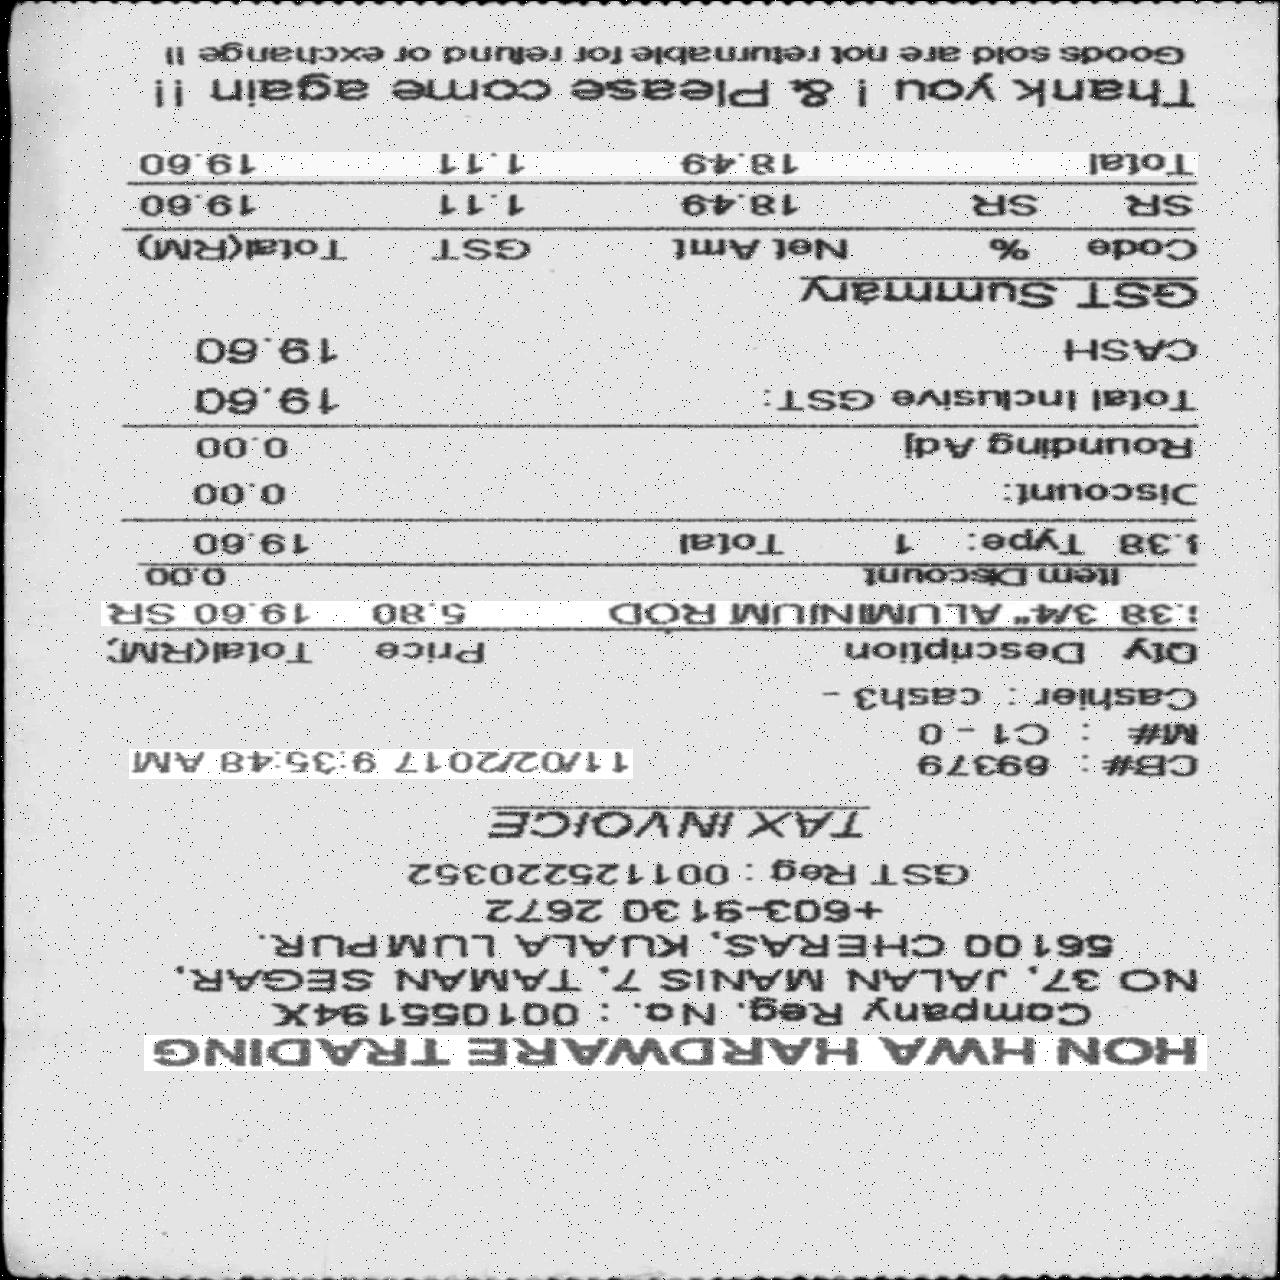 HON HWA HARDWARE TRADING
Company Reg. No. : 001055194X
NO 37, JALAN MANIS 7, TAMAN SEGAR,
56100 CHERAS, KUALA LUMPUR.
+603-9130 2672
GST Reg : 001125220352
TAX INVOICE
CB# : 69379 11/02/2017 9:35:48 AM
M# : C1 - 0
Cashier : cash3 -
Qty Description Price Total(RM)
3.38 3/4" ALUMINIUM ROD 5.80 19.60 SR
Item Discount 0.00
3.38 Type: 1 Total 19.60
Discount: 0.00
Rounding Adj 0.00
Total Inclusive GST: 19.60
CASH 19.60
GST Summary
Code % Net Amt GST Total(RM)
SR SR 18.49 1.11 19.60
Total 18.49 1.11 19.60
Thank you ! & Please come again !!
Goods sold are not returnable for refund or exchange !!